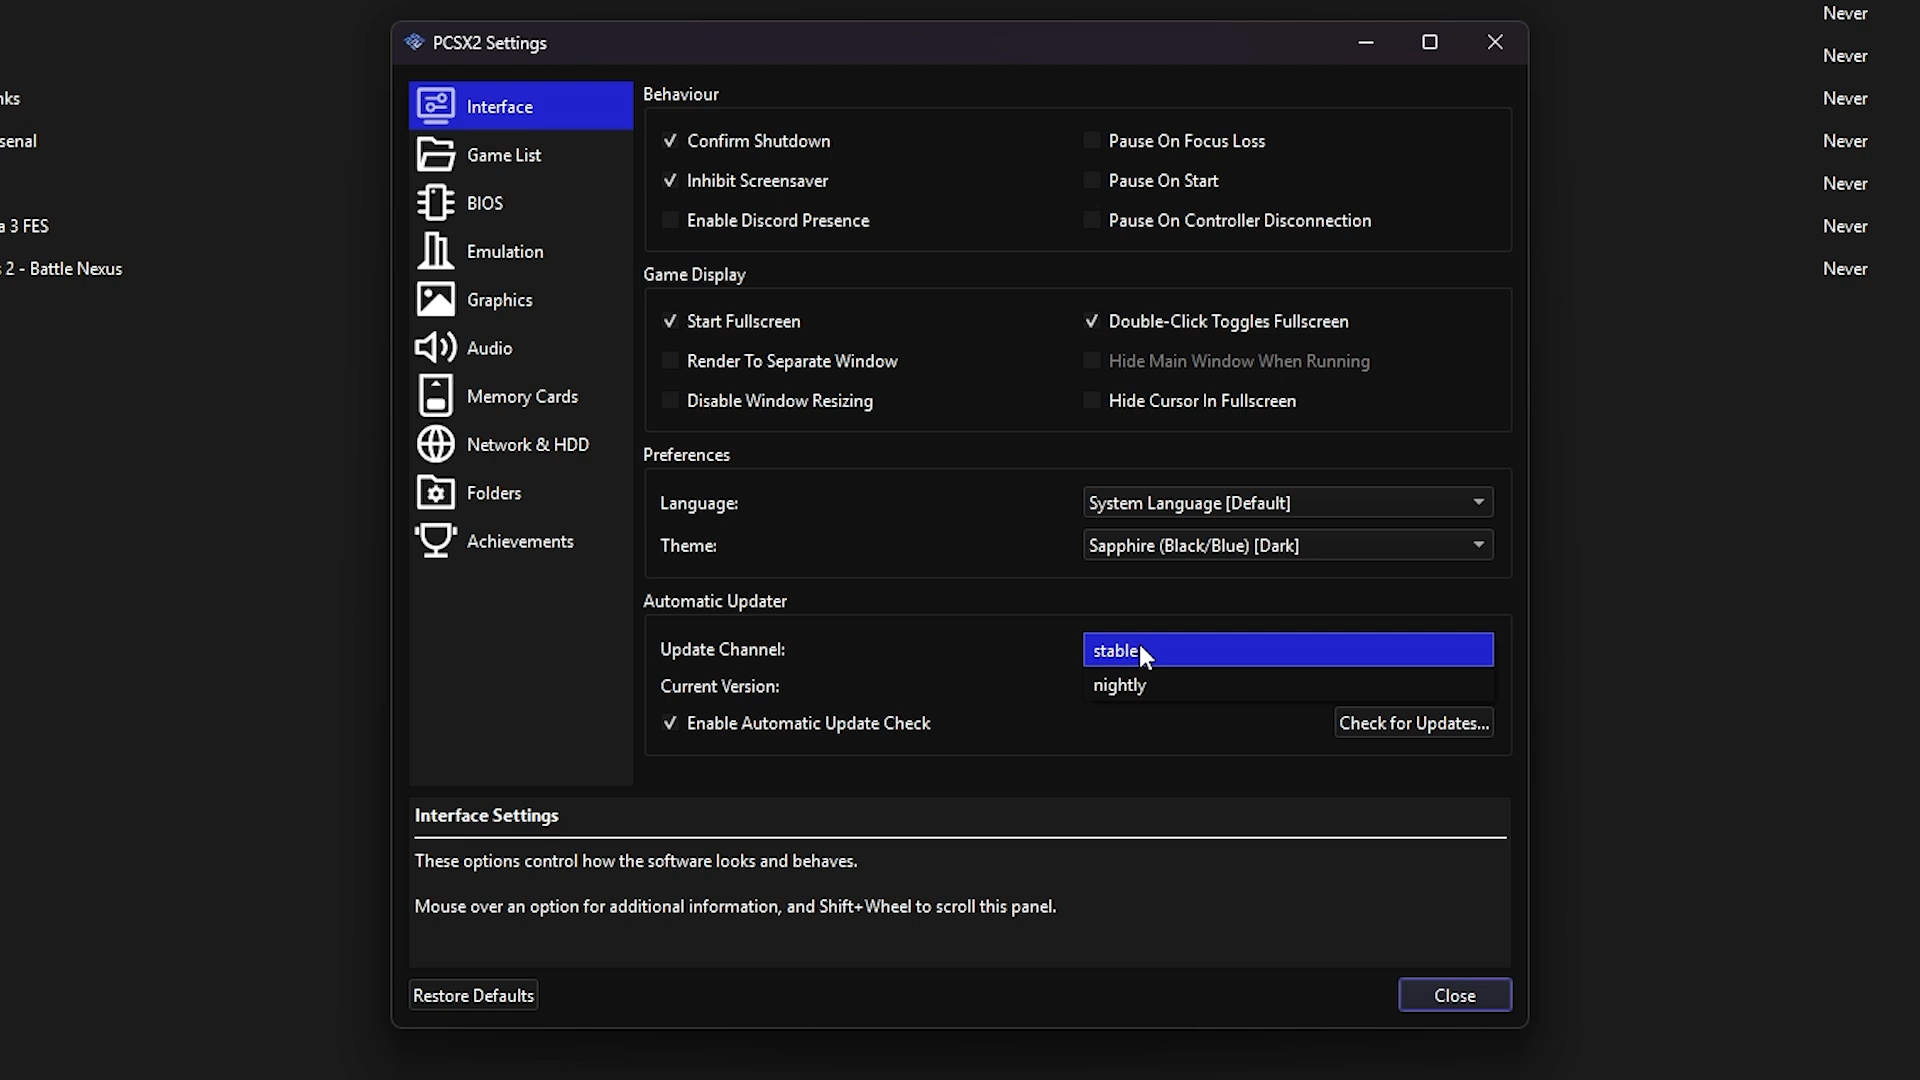 PCSX2 Settings
Never
Never
nks
Never
senal
Never
Never
a 3 FES
Never
s 2 - Battle Nexus
Never
Interface
Game List
BIOS
Emulation
Graphics
Audio
Memory Cards
Network & HDD
Folders
Achievements
Behaviour
Confirm Shutdown
Pause On Focus Loss
Inhibit Screensaver
Pause On Start
Enable Discord Presence
Pause On Controller Disconnection
Game Display
Start Fullscreen
Double-Click Toggles Fullscreen
Render To Separate Window
Hide Main Window When Running
Disable Window Resizing
Hide Cursor In Fullscreen
Preferences
Language:
System Language [Default]
Theme:
Sapphire (Black/Blue) [Dark]
Automatic Updater
Update Channel:
stable
Current Version:
nightly
Enable Automatic Update Check
Check for Updates...
Interface Settings
These options control how the software looks and behaves.
Mouse over an option for additional information, and Shift+Wheel to scroll this panel.
Restore Defaults
Close